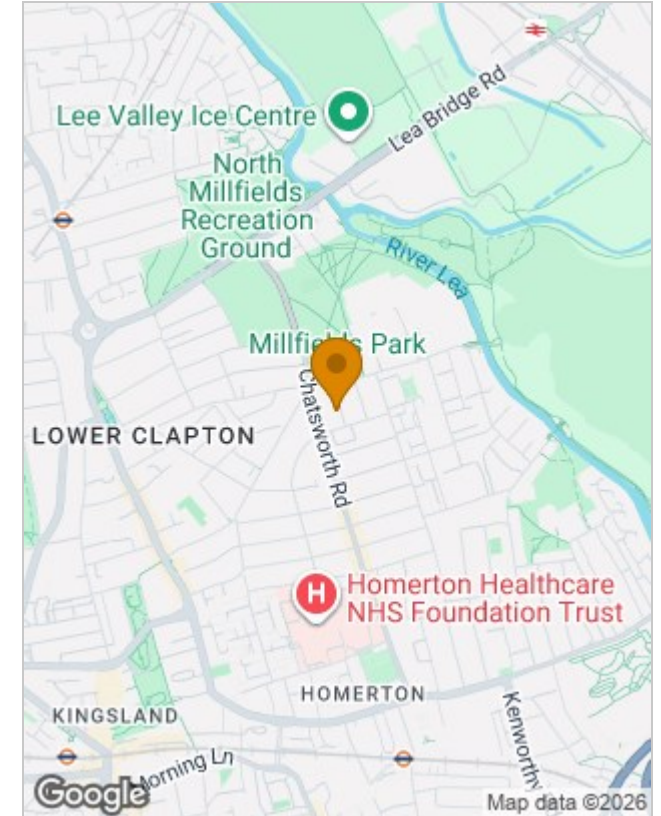 Lee Valley Ice Centre
Lea Bridge Rd
North
Millfields
Recreation
Ground
River Lea
Millfields Park
Chatsworth Rd
LOWER CLAPTON
H
Homerton Healthcare
NHS Foundation Trust
HOMERTON
KINGSLAND
Kenworthy
Morning Ln
Google
Map data ©2026